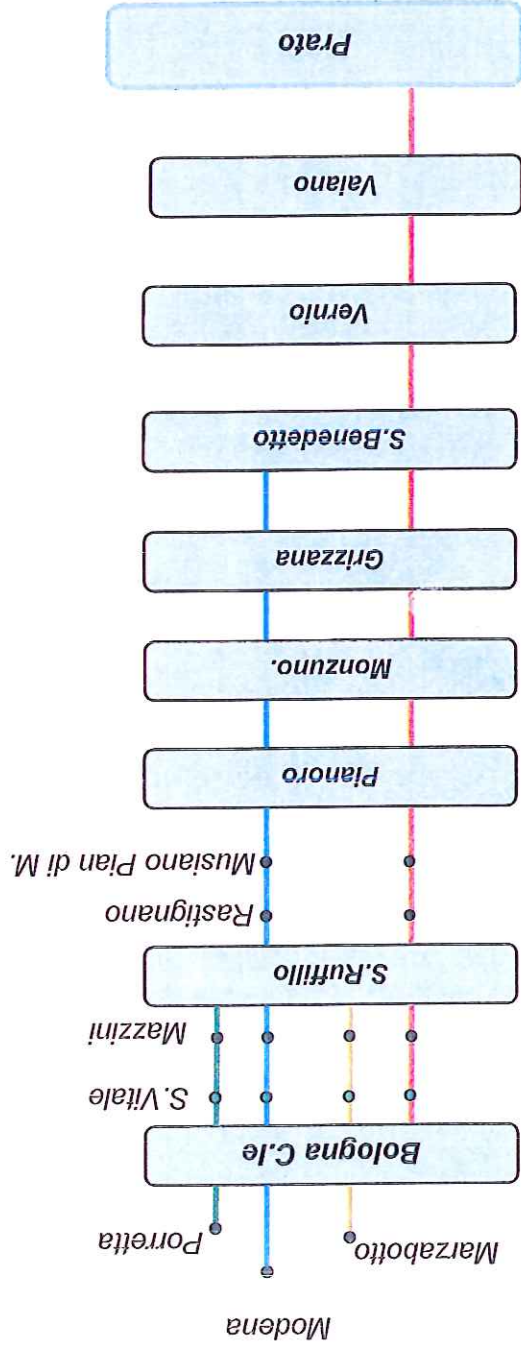 Modena
Marzabotto
Porretta
Bologna C.le
S.Vitale
Mazzini
S.Ruffillo
Rastignano
Musiano Pian di M.
Pianoro
Monzuno.
Grizzana
S.Benedetto
Vernio
Vaiano
Prato